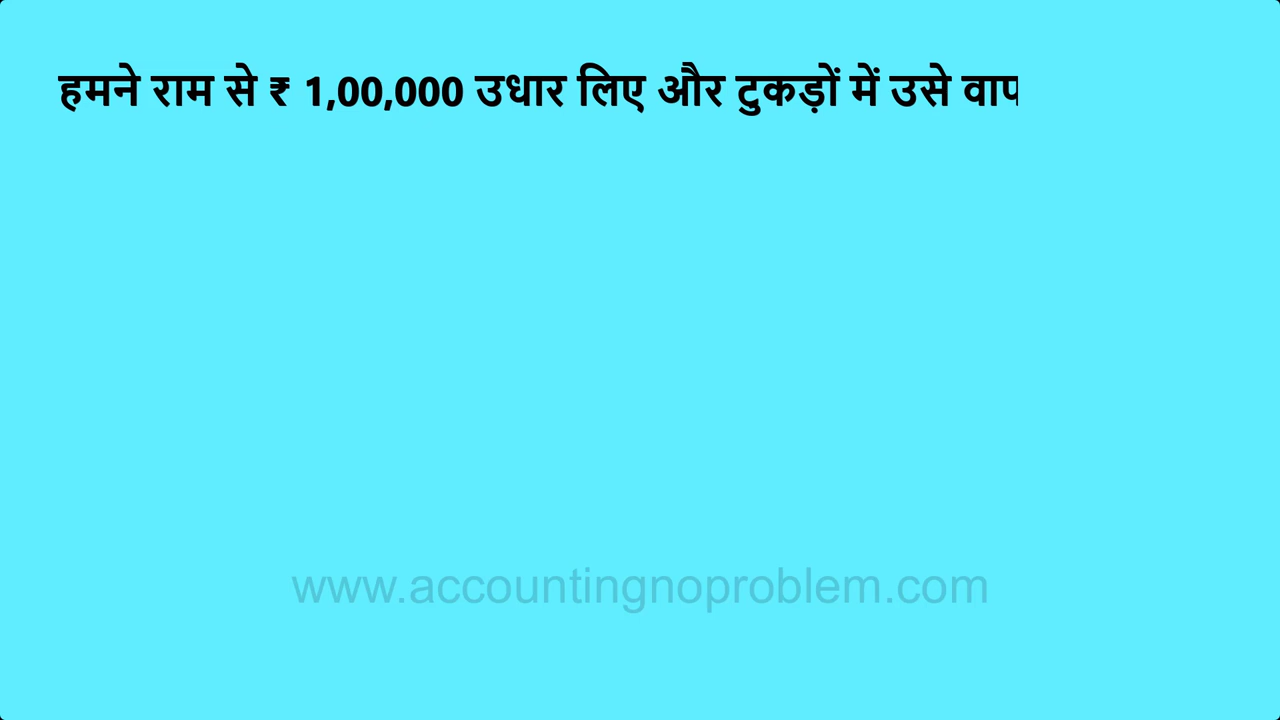 हमने राम से ₹ 1,00,000 उधार लिए और टुकड़ों में उसे वाप
www.accountingnoproblem.com